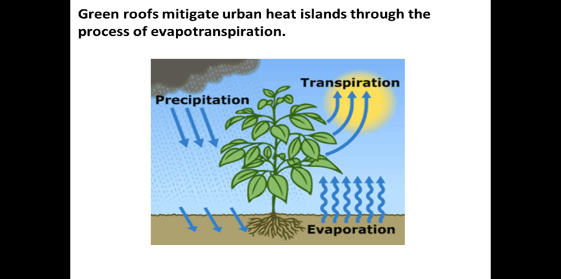 Green roofs mitigate urban heat islands through the
process of evapotranspiration.
Transpiration
Precipitation
Evaporation